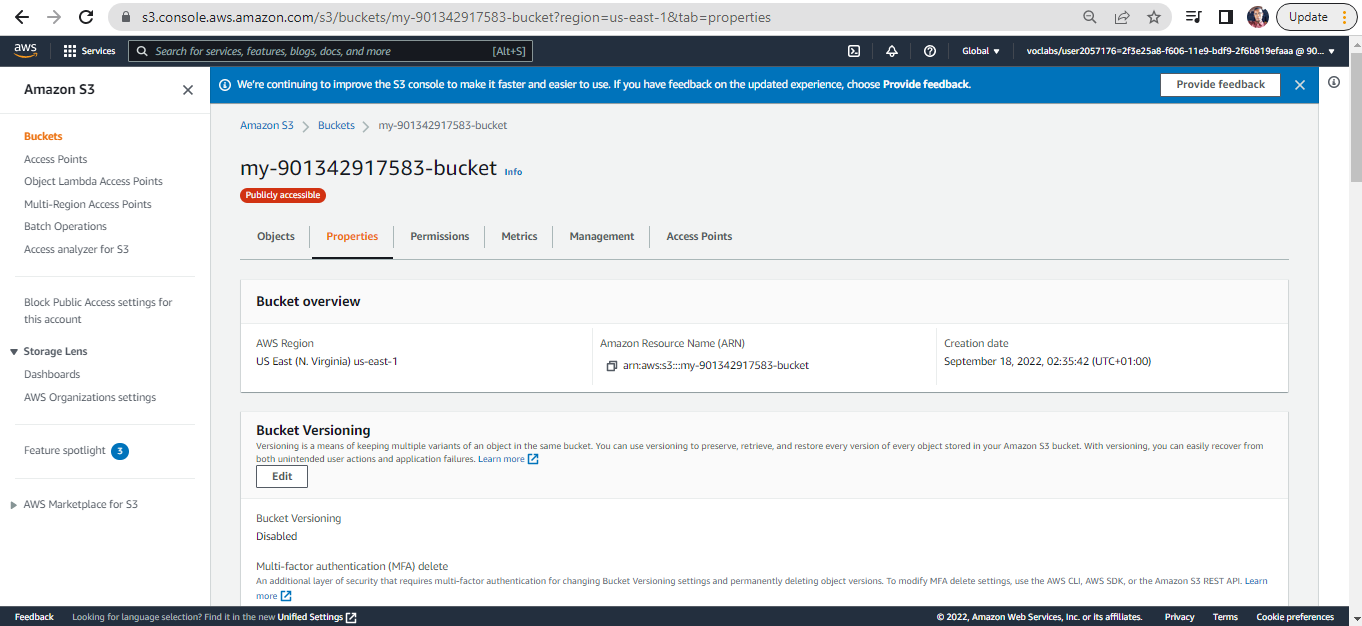 s3.console.aws.amazon.com/s3/buckets/my-901342917583-bucket?region=us-east-1&tab=properties
Update
aws
Services
Search for services, features, blogs, docs, and more [Alt+S]
Global
voclabs/user2057176=2f3e25a8-f606-11e9-bdf9-2f6b819efaaa @ 90...
Amazon S3
Buckets
Access Points
Object Lambda Access Points
Multi-Region Access Points
Batch Operations
Access analyzer for S3
Block Public Access settings for
this account
Storage Lens
Dashboards
AWS Organizations settings
Feature spotlight 3
AWS Marketplace for S3
We're continuing to improve the S3 console to make it faster and easier to use. If you have feedback on the updated experience, choose Provide feedback.
Provide feedback
Amazon S3 Buckets my-901342917583-bucket
my-901342917583-bucket Info
Publicly accessible
Objects Properties Permissions Metrics Management Access Points
Bucket overview
AWS Region
US East (N. Virginia) us-east-1
Amazon Resource Name (ARN)
arn:aws:s3:::my-901342917583-bucket
Creation date
September 18, 2022, 02:35:42 (UTC+01:00)
Bucket Versioning
Versioning is a means of keeping multiple variants of an object in the same bucket. You can use versioning to preserve, retrieve, and restore every version of every object stored in your Amazon S3 bucket. With versioning, you can easily recover from
both unintended user actions and application failures. Learn more
Edit
Bucket Versioning
Disabled
Multi-factor authentication (MFA) delete
An additional layer of security that requires multi-factor authentication for changing Bucket Versioning settings and permanently deleting object versions. To modify MFA delete settings, use the AWS CLI, AWS SDK, or the Amazon S3 REST API. Learn
more
Feedback Looking for language selection? Find it in the new Unified Settings
© 2022, Amazon Web Services, Inc. or its affiliates. Privacy Terms Cookie preferences